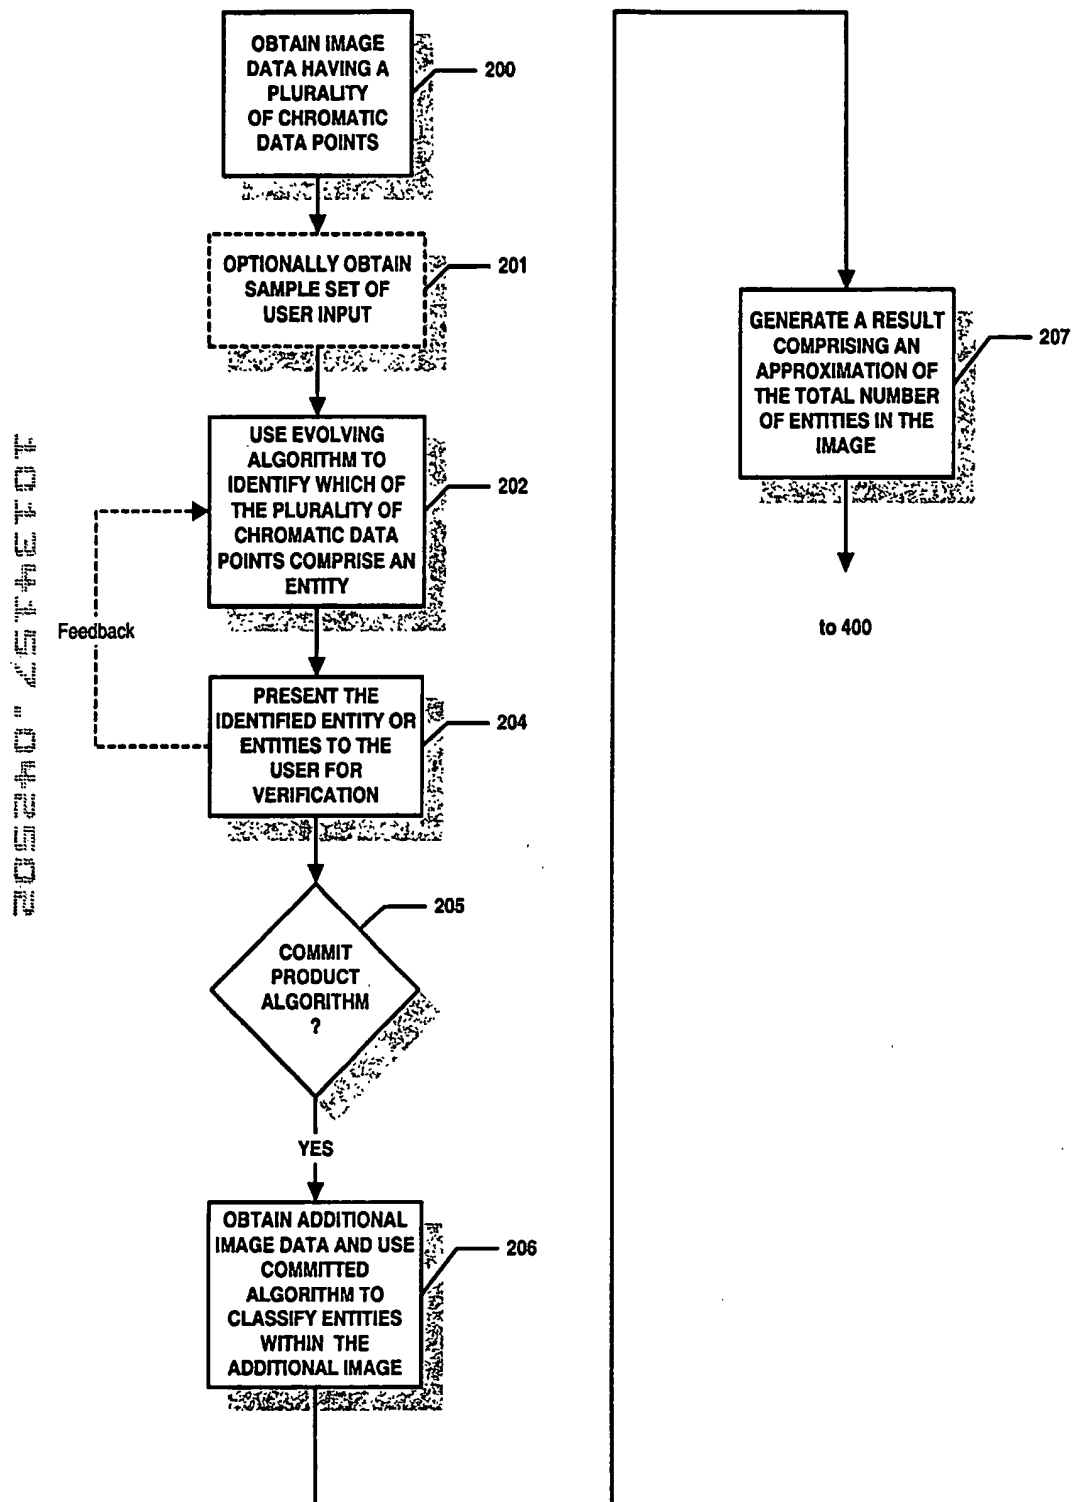 OBTAIN IMAGE
DATA HAVING A
PLURALITY
OF CHROMATIC
DATA POINTS
200
OPTIONALLY OBTAIN
SAMPLE SET OF
USER INPUT
201
USE EVOLVING
ALGORITHM TO
IDENTIFY WHICH OF
THE PLURALITY OF
CHROMATIC DATA
POINTS COMPRISE AN
ENTITY
202
Feedback
PRESENT THE
IDENTIFIED ENTITY OR
ENTITIES TO THE
USER FOR
VERIFICATION
204
COMMIT
PRODUCT
ALGORITHM
?
205
YES
OBTAIN ADDITIONAL
IMAGE DATA AND USE
COMMITTED
ALGORITHM TO
CLASSIFY ENTITIES
WITHIN THE
ADDITIONAL IMAGE
206
GENERATE A RESULT
COMPRISING AN
APPROXIMATION OF
THE TOTAL NUMBER
OF ENTITIES IN THE
IMAGE
207
to 400
10134157.042502